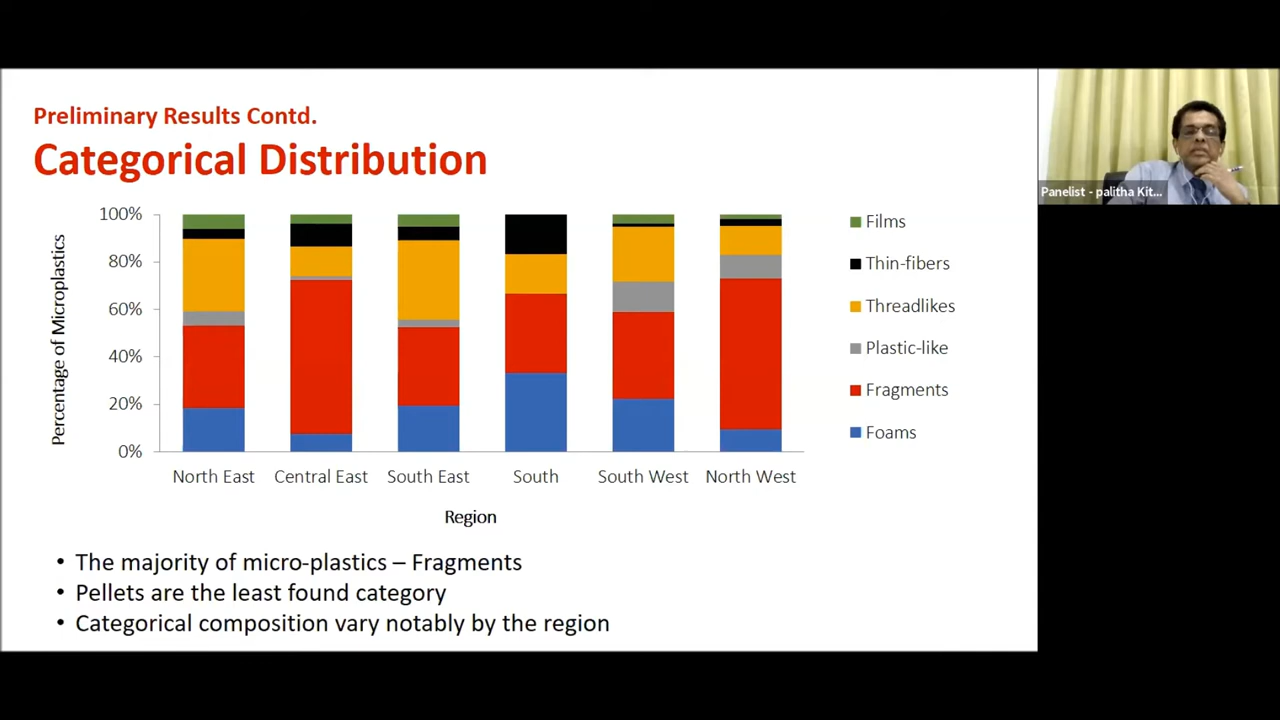 Preliminary Results Contd.
Categorical Distribution
Percentage of Microplastics
100%
80%
60%
40%
20%
0%
North East
Central East
South East
South
South West
North West
Region
Films
Thin-fibers
Threadlikes
Plastic-like
Fragments
Foams
• The majority of micro-plastics – Fragments
• Pellets are the least found category
• Categorical composition vary notably by the region
Panelist - palitha Kit...